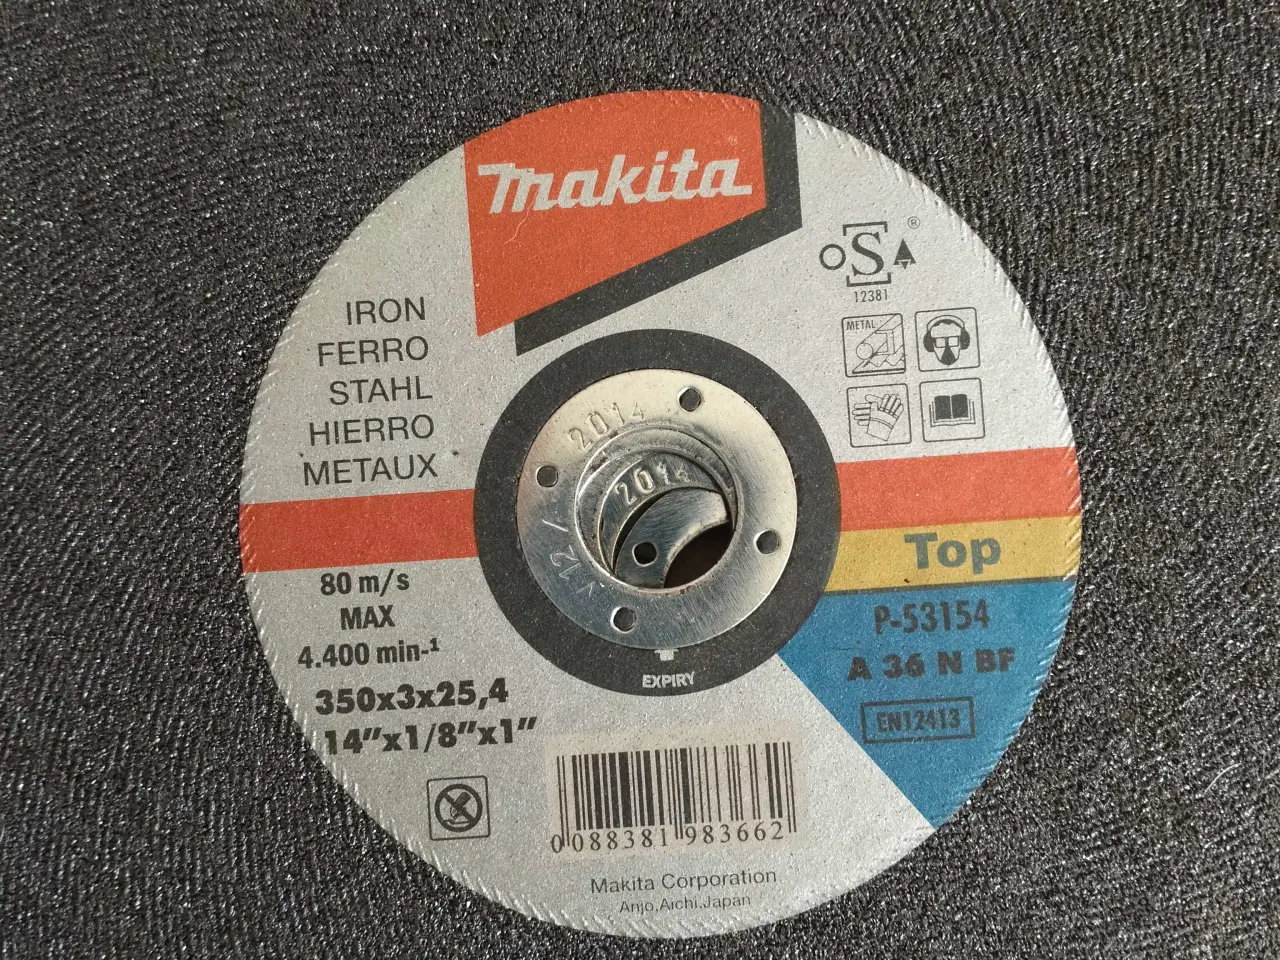 makita
®
S
12381
METAL
IRON
FERRO
STAHL
HIERRO
METAUX
2014
2014
V12/
Top
P-53154
A 36 N BF
EN12413
80 m/s
MAX
4.400 min-¹
350x3x25,4
14"x1/8"x1"
EXPIRY
0 088381 983662
Makita Corporation
Anjo,Aichi,Japan